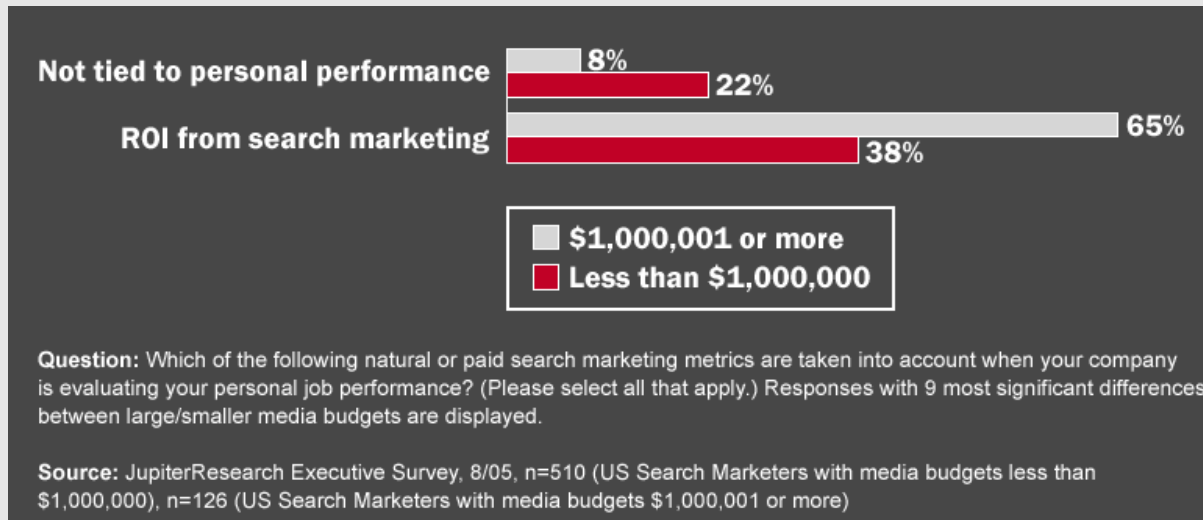 Not tied to personal performance
8%
22%
ROI from search marketing
65%
38%
$1,000,001 or more
Less than $1,000,000
Question: Which of the following natural or paid search marketing metrics are taken into account when your company
is evaluating your personal job performance? (Please select all that apply.) Responses with 9 most significant differences
between large/smaller media budgets are displayed.
Source: JupiterResearch Executive Survey, 8/05, n=510 (US Search Marketers with media budgets less than
$1,000,000), n=126 (US Search Marketers with media budgets $1,000,001 or more)